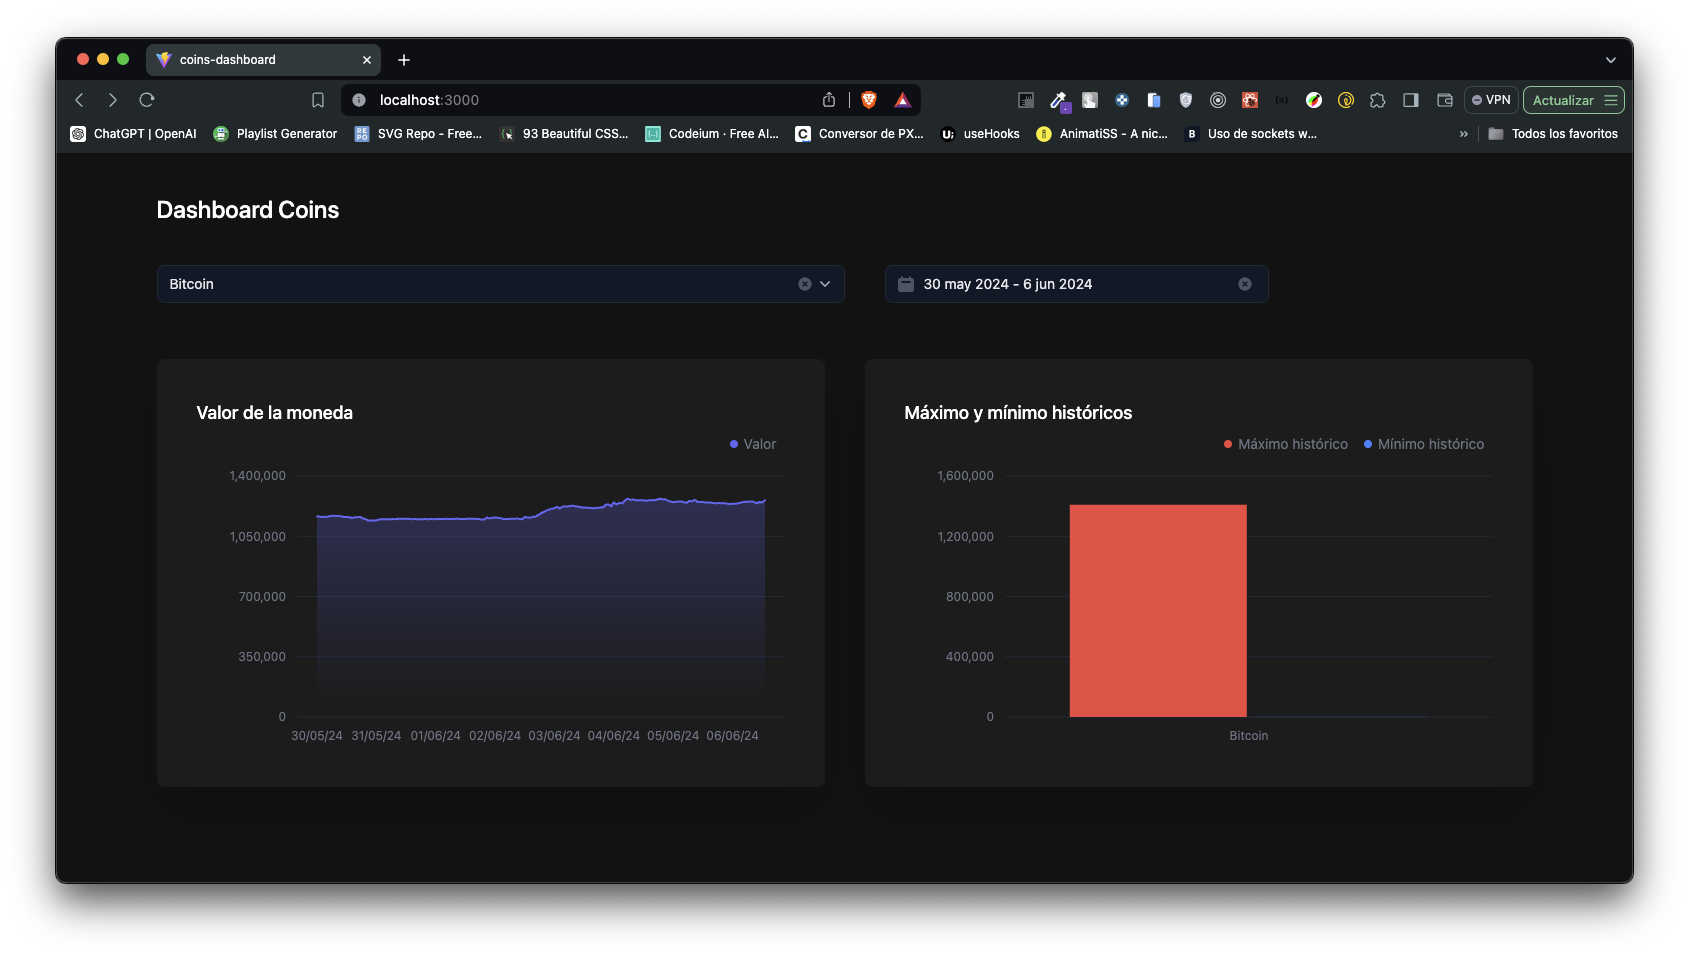 coins-dashboard
localhost:3000
VPN
Actualizar
ChatGPT | OpenAI
Playlist Generator
SVG Repo - Free...
93 Beautiful CSS...
Codeium · Free AI...
Conversor de PX...
useHooks
AnimatiSS - A nic...
Uso de sockets w...
»
Todos los favoritos
Dashboard Coins
Bitcoin
30 may 2024 - 6 jun 2024
Valor de la moneda
Valor
1,400,000
1,050,000
700,000
350,000
0
30/05/24 31/05/24 01/06/24 02/06/24 03/06/24 04/06/24 05/06/24 06/06/24
Máximo y mínimo históricos
Máximo histórico Mínimo histórico
1,600,000
1,200,000
800,000
400,000
0
Bitcoin